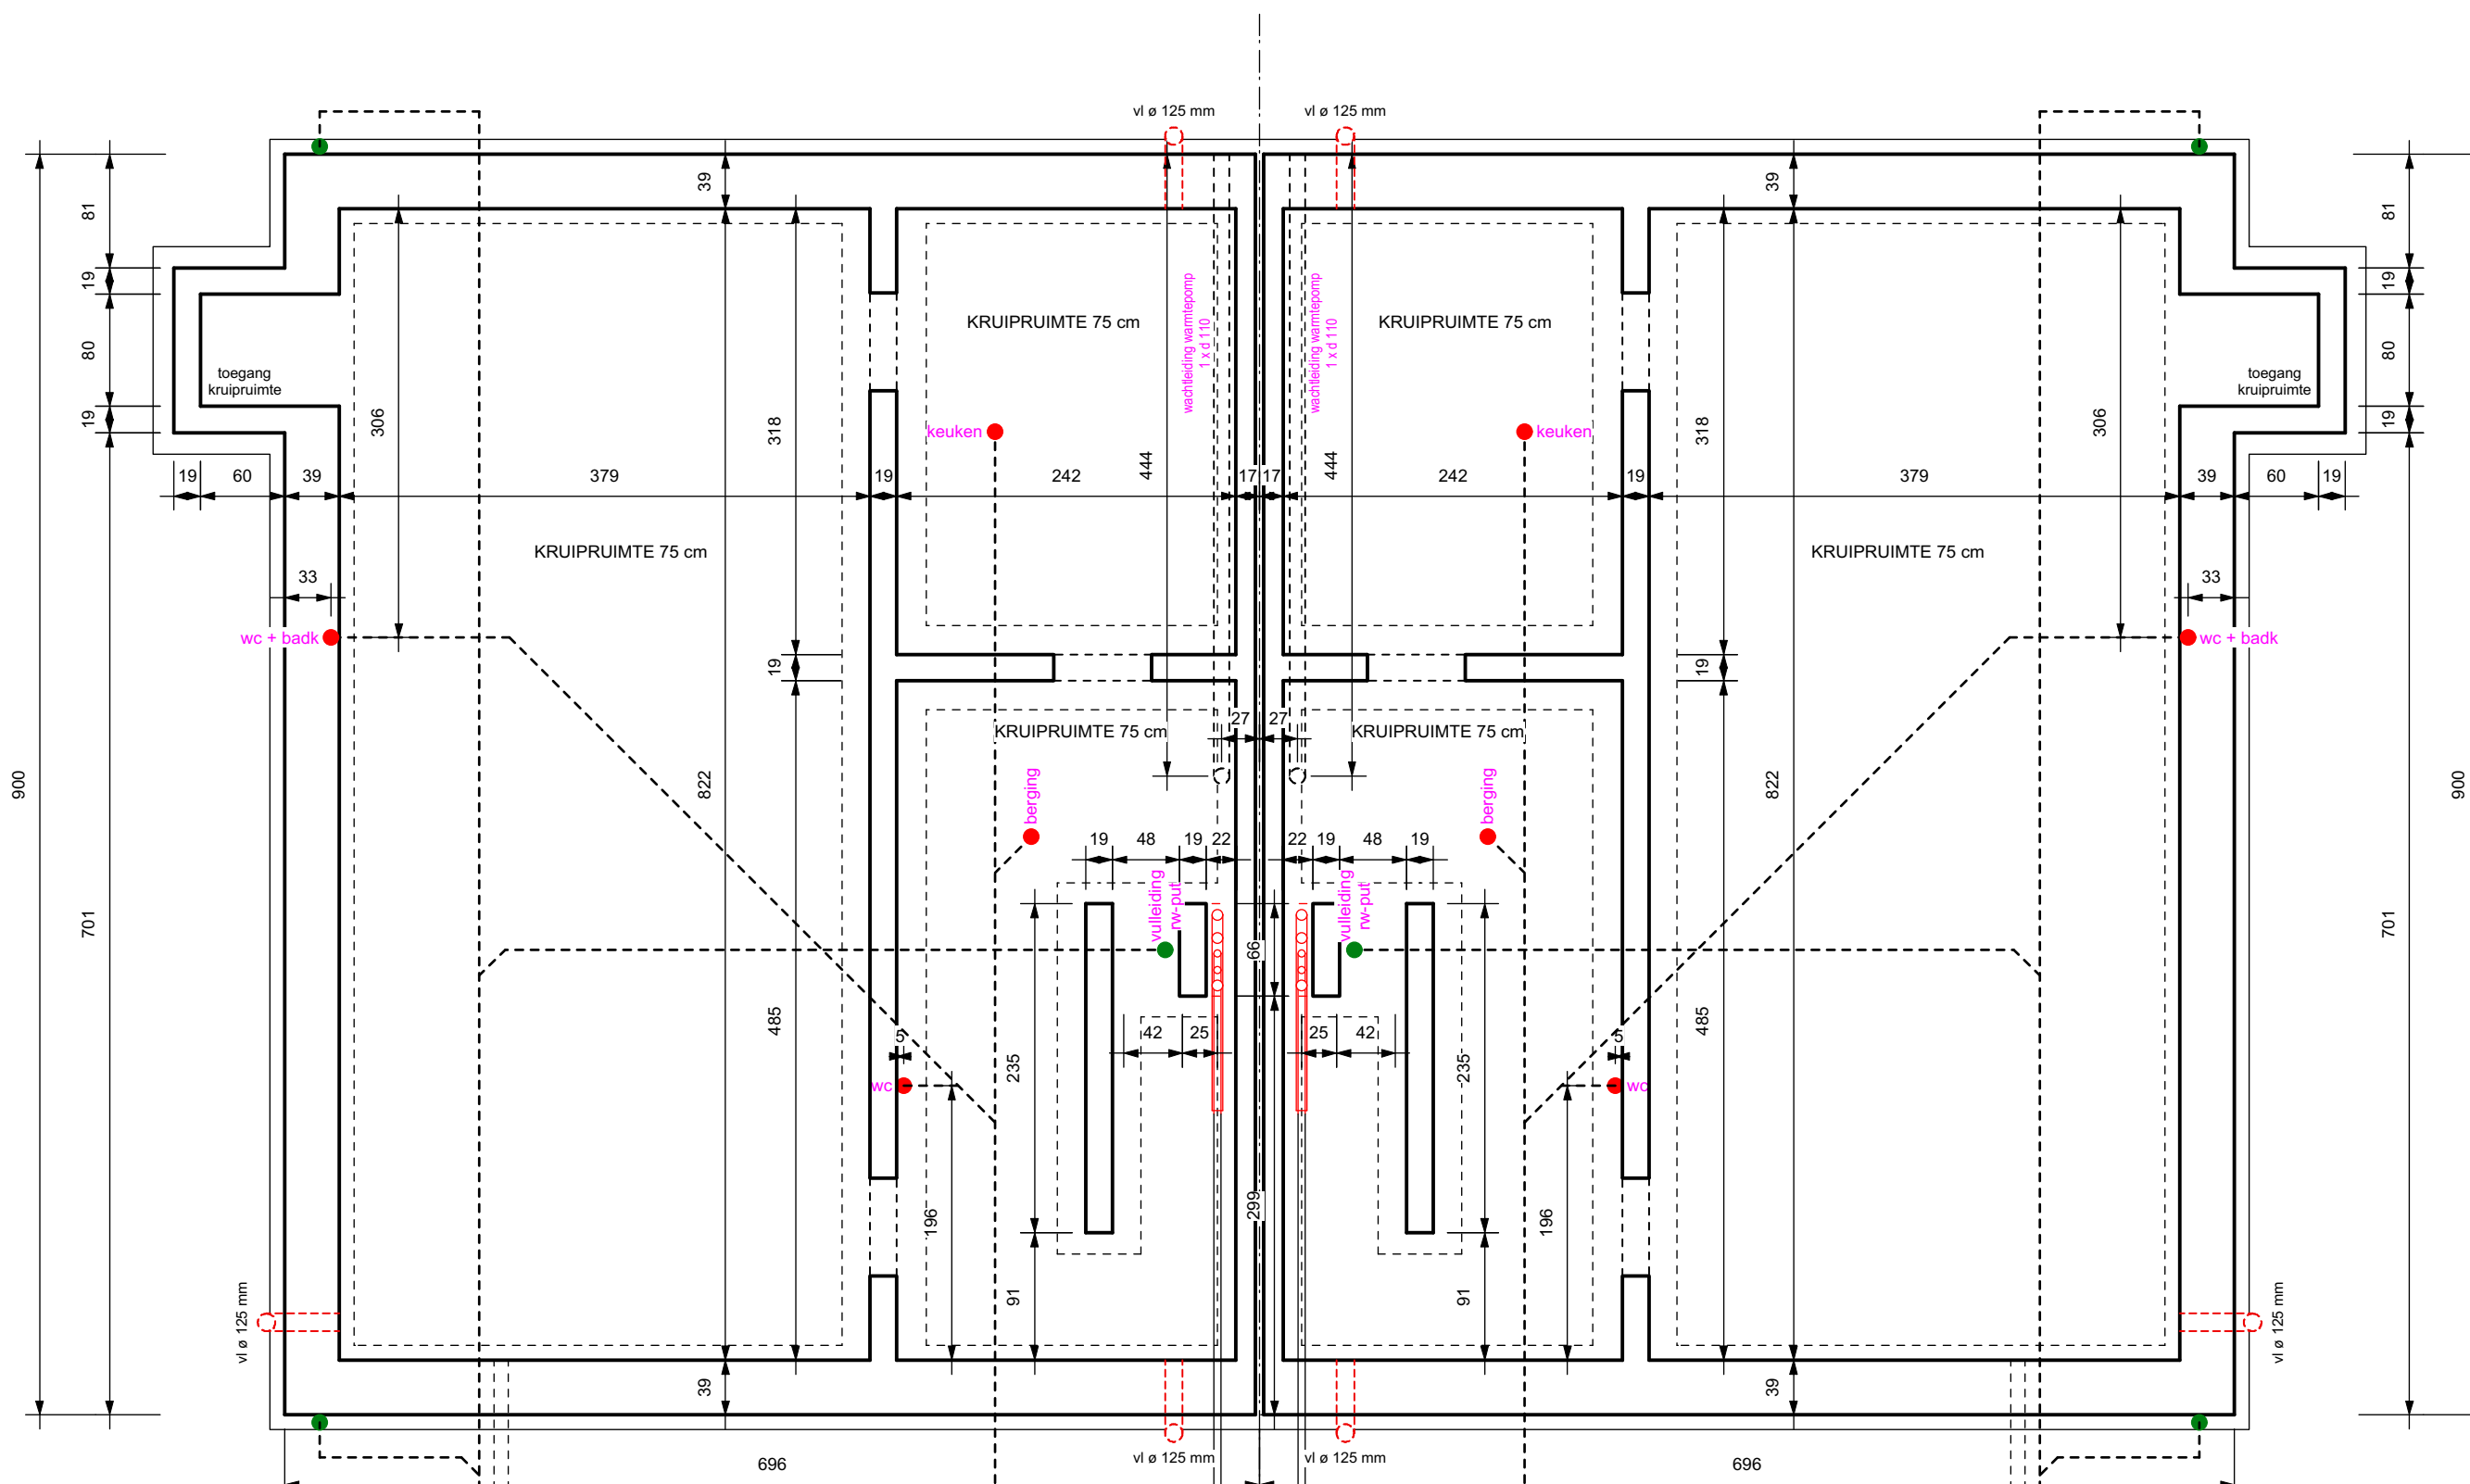 vl ø 125 mm
vl ø 125 mm
39
39
81
81
19
19
80
80
19
19
KRUIPRUIMTE 75 cm
KRUIPRUIMTE 75 cm
wachtleiding warmtepomp
1 x d 110
wachtleiding warmtepomp
1 x d 110
toegang
kruipruimte
toegang
kruipruimte
306
318
keuken
444
444
keuken
318
306
19
60
39
379
19
242
17
17
242
19
379
39
60
19
KRUIPRUIMTE 75 cm
KRUIPRUIMTE 75 cm
33
33
wc + badk
wc + badk
19
19
KRUIPRUIMTE 75 cm
27
27
KRUIPRUIMTE 75 cm
900
822
berging
berging
822
900
19
48
19
22
22
19
48
19
701
vulleiding
rw-put
66
vulleiding
rw-put
701
485
5
235
42
25
25
42
235
5
485
wc
wc
196
299
196
91
91
vl ø 125 mm
vl ø 125 mm
39
39
696
vl ø 125 mm
vl ø 125 mm
696